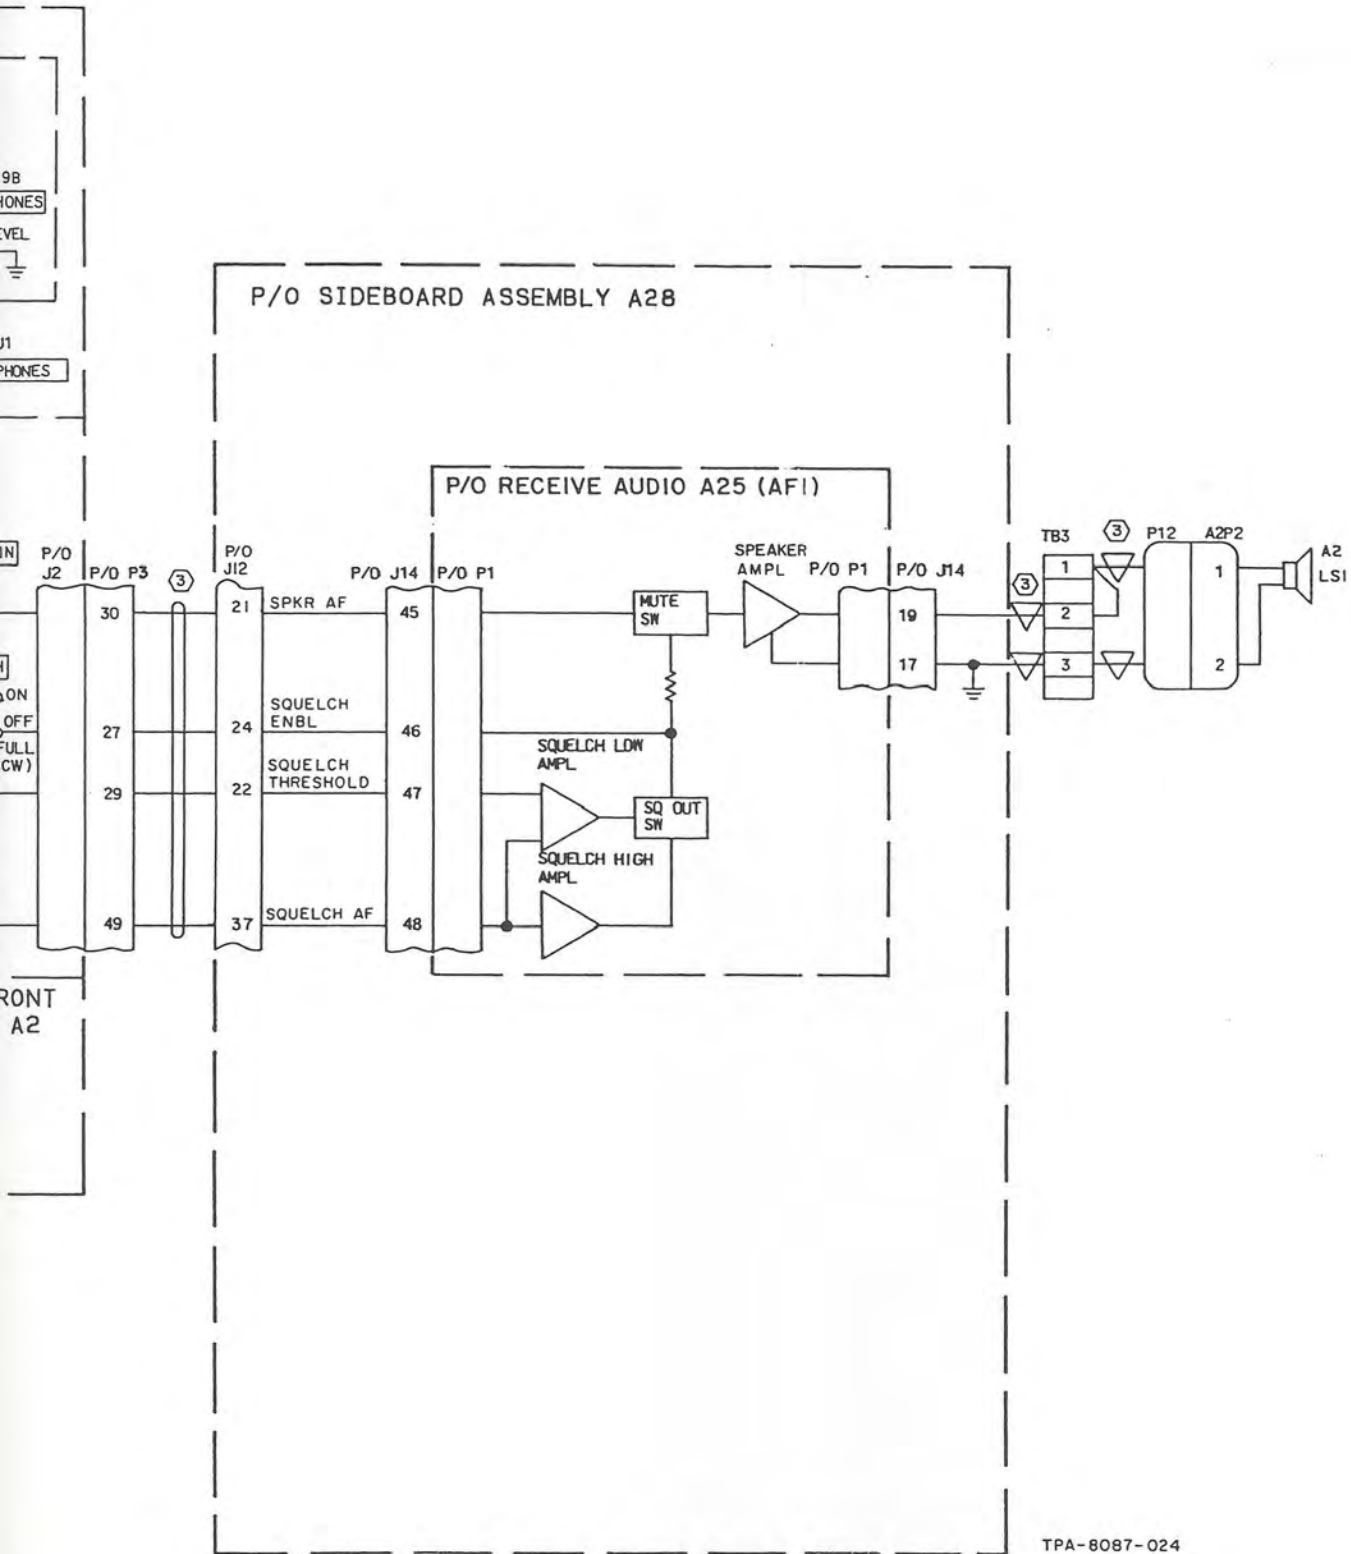 9B
HONES
EVEL
J1
PHONES
P/O SIDEBOARD ASSEMBLY A28
P/O RECEIVE AUDIO A25 (AF1)
IN
P/O
J2
P/O P3
3
P/O
J12
P/O J14
P/O P1
SPEAKER
AMPL
P/O P1
P/O J14
TB3
3
P12
A2P2
A2
LS1
30
21
SPKR AF
45
MUTE
SW
19
17
3
1
2
3
1
2
H
ON
OFF
FULL
CW)
27
24
SQUELCH
ENBL
46
29
22
SQUELCH
THRESHOLD
47
SQUELCH LOW
AMPL
SQ OUT
SW
SQUELCH HIGH
AMPL
49
37
SQUELCH AF
48
RONT
A2
TPA-8087-024